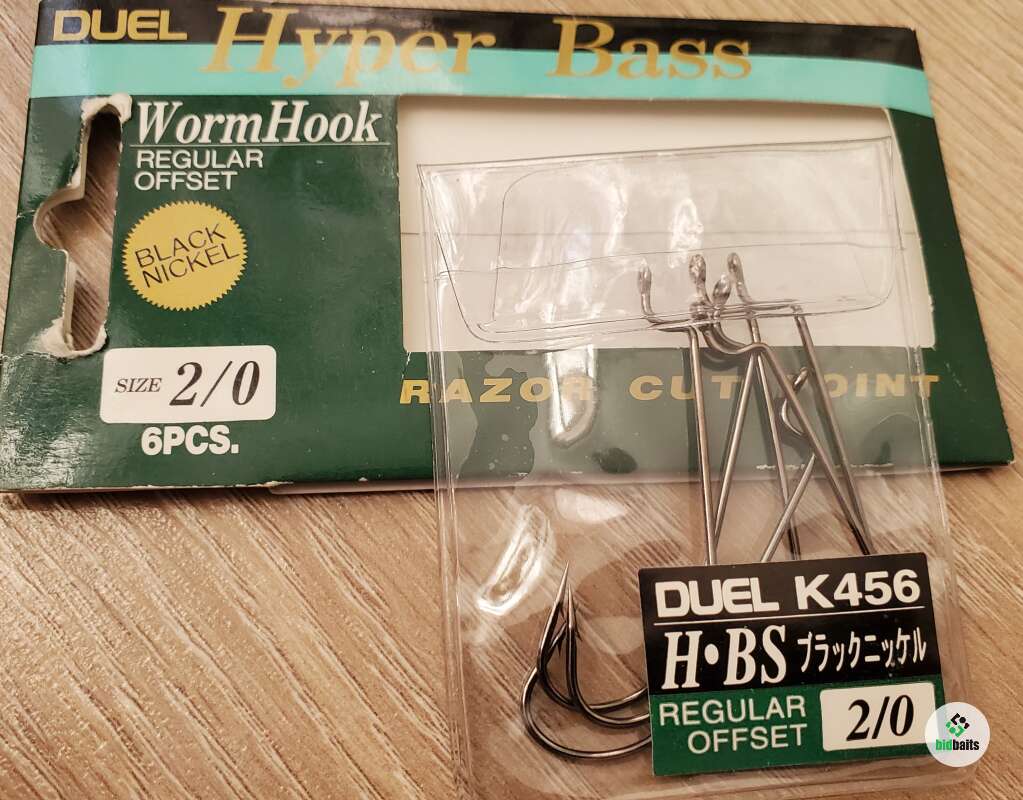 DUEL Hyper Bass
WormHook
REGULAR
OFFSET
BLACK
NICKEL
SIZE 2/0
6PCS.
RAZOR CUT POINT
DUEL K456
H•BS ブラックニッケル
REGULAR
OFFSET 2/0
bidbaits